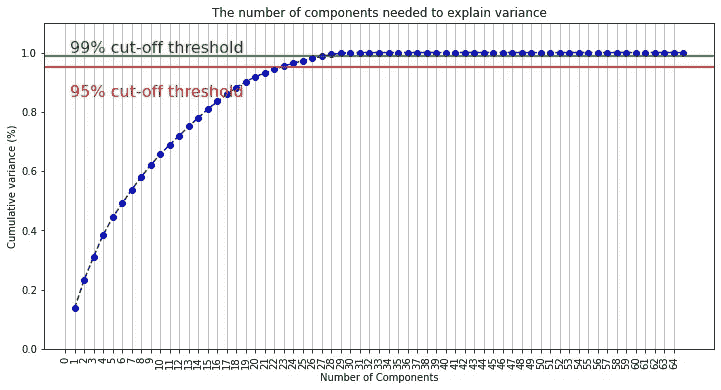 The number of components needed to explain variance
99% cut-off threshold
95% cut-off threshold
Cumulative variance (%)
1.0
0.8
0.6
0.4
0.2
0.0
0 1 2 3 4 5 6 7 8 9 10 11 12 13 14 15 16 17 18 19 20 21 22 23 24 25 26 27 28 29 30 31 32 33 34 35 36 37 38 39 40 41 42 43 44 45 46 47 48 49 50 51 52 53 54 55 56 57 58 59 60 61 62 63 64
Number of Components